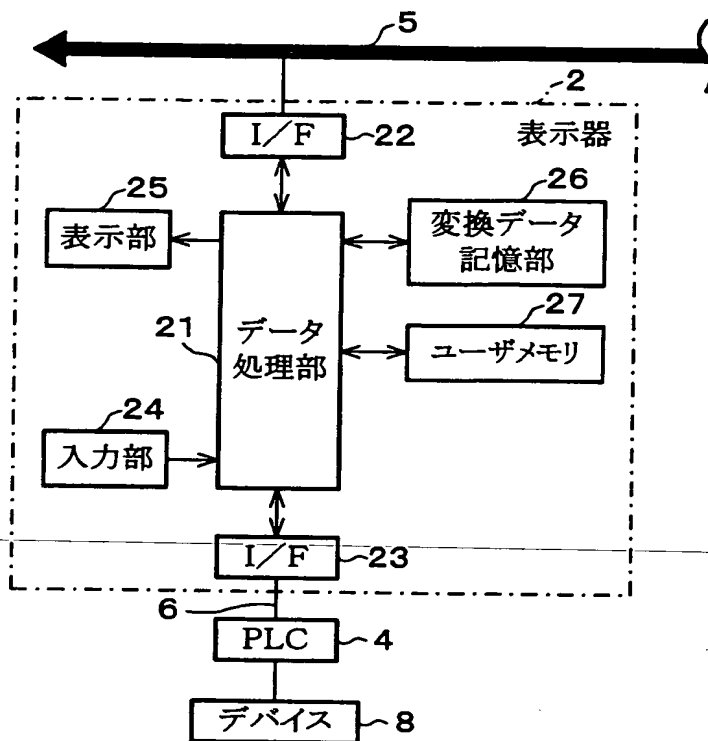 5
2
I/F
22
表示器
25
26
表示部
変換データ
記憶部
21
データ
処理部
27
ユーザメモリ
24
入力部
I/F
23
6
PLC
4
デバイス
8